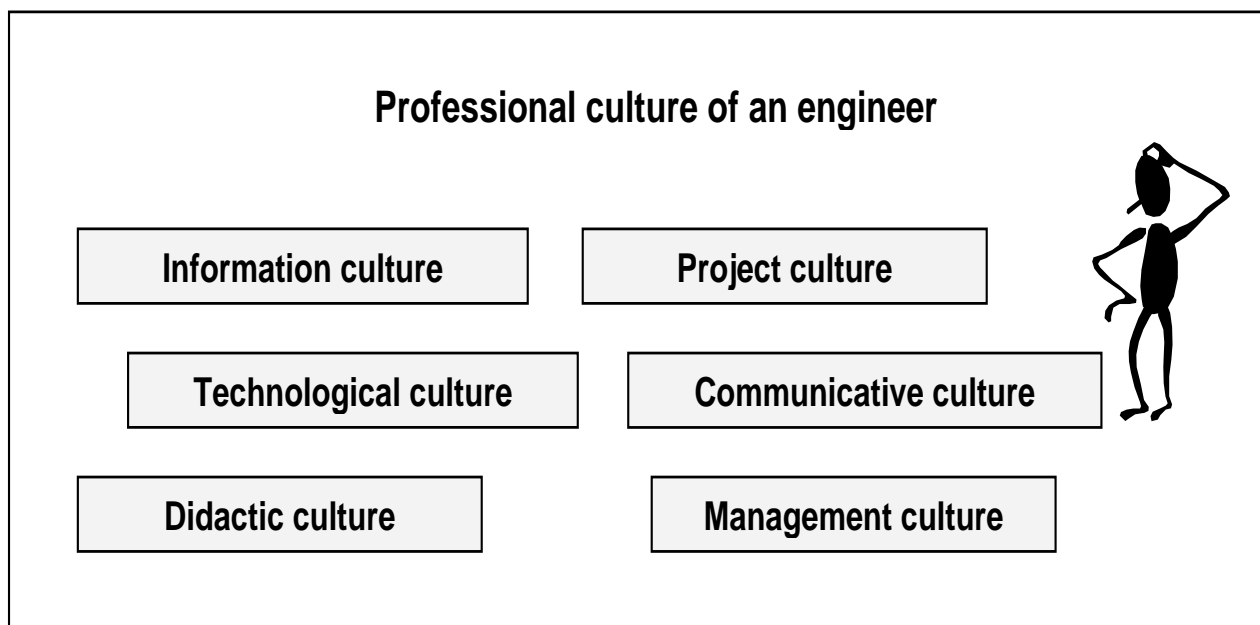 Professional culture of an engineer
Information culture
Project culture
Technological culture
Communicative culture
Didactic culture
Management culture